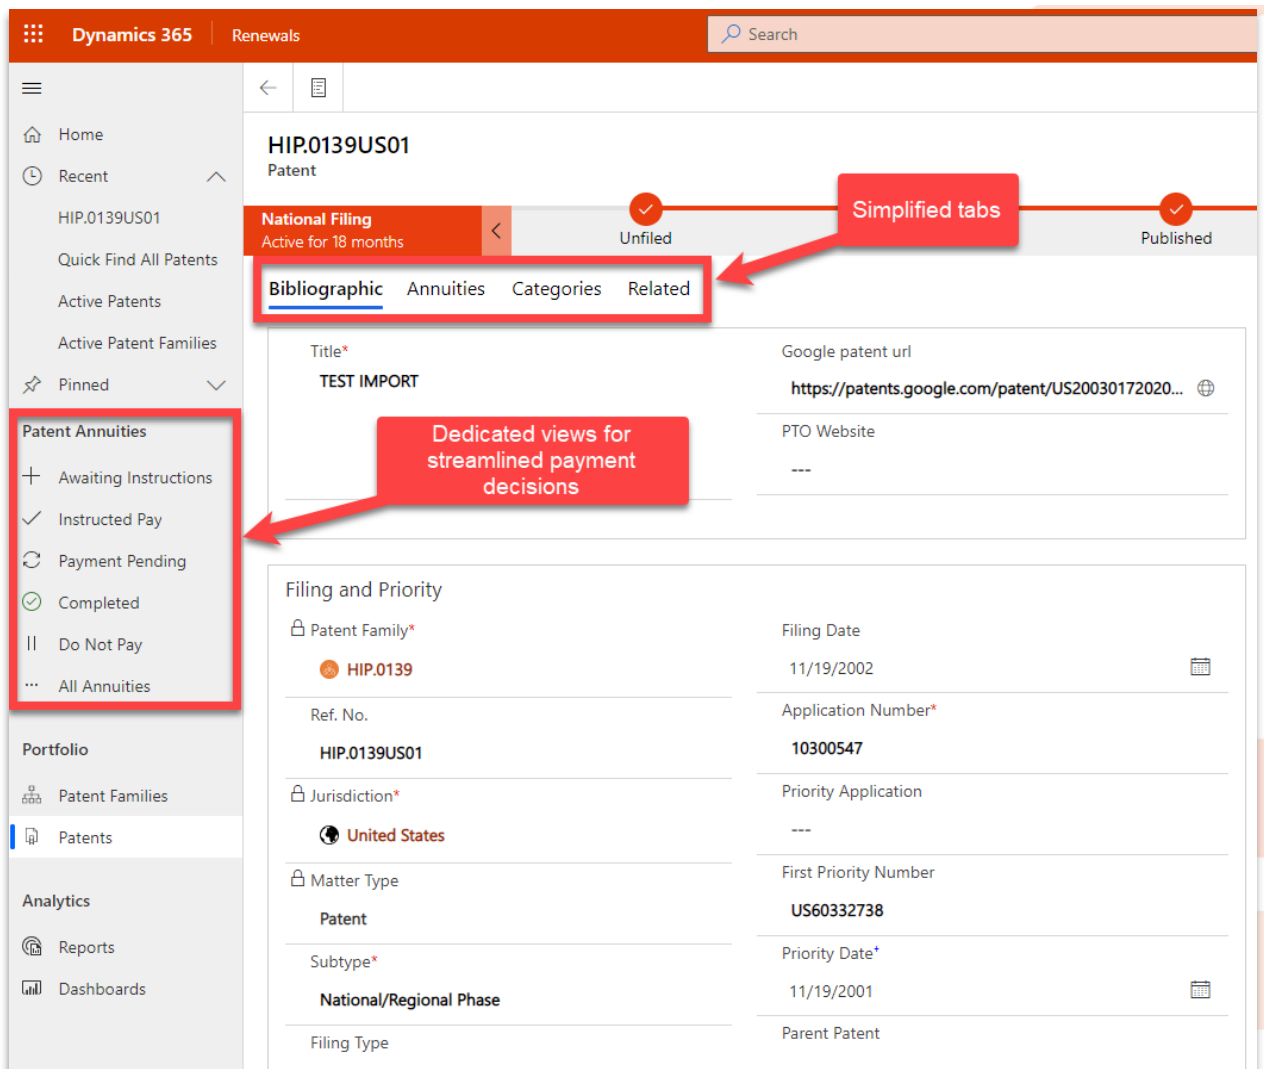 Dynamics 365
Renewals
Search
Home
Recent
HIP.0139US01
Quick Find All Patents
Active Patents
Active Patent Families
Pinned
Patent Annuities
Awaiting Instructions
Instructed Pay
Payment Pending
Completed
Do Not Pay
All Annuities
Portfolio
Patent Families
Patents
Analytics
Reports
Dashboards
HIP.0139US01
Patent
National Filing
Active for 18 months
Unfiled
Published
Simplified tabs
Bibliographic
Annuities
Categories
Related
Title*
TEST IMPORT
Google patent url
https://patents.google.com/patent/US20030172020...
PTO Website
---
Dedicated views for
streamlined payment
decisions
Filing and Priority
Patent Family*
HIP.0139
Ref. No.
HIP.0139US01
Jurisdiction*
United States
Matter Type
Patent
Subtype*
National/Regional Phase
Filing Type
Filing Date
11/19/2002
Application Number*
10300547
Priority Application
---
First Priority Number
US60332738
Priority Date+
11/19/2001
Parent Patent